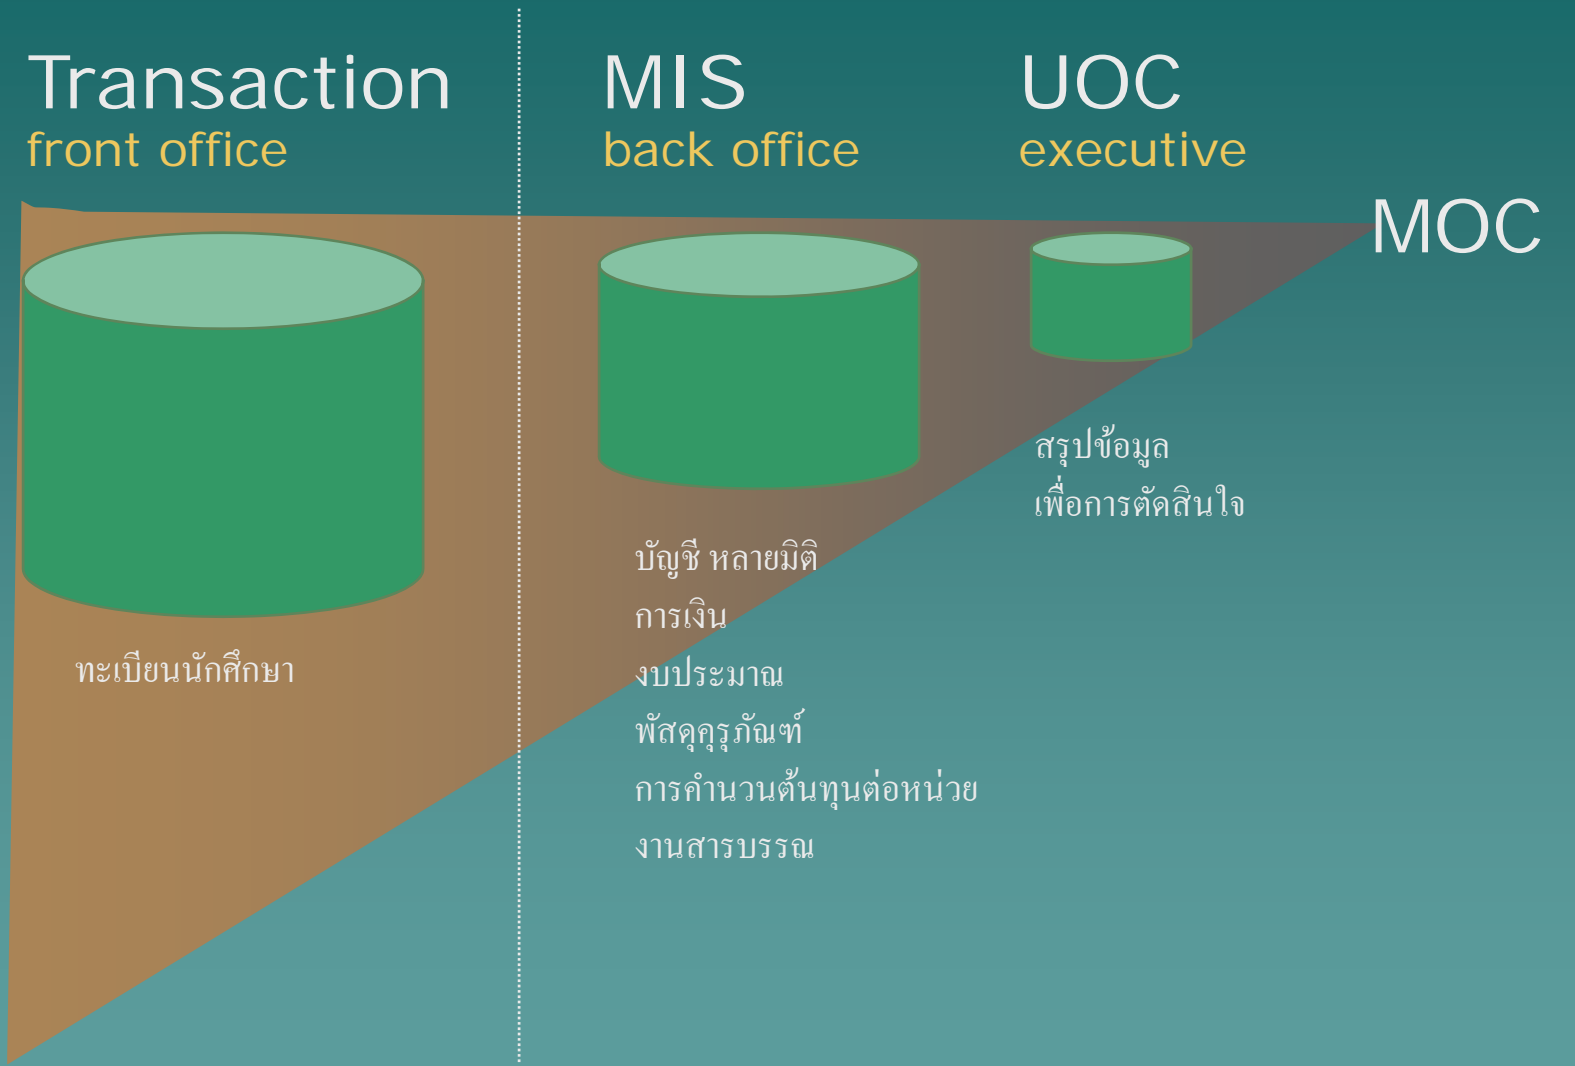 Transaction
front office
MIS
back office
UOC
executive
MOC
ทะเบียนนักศึกษา
บัญชี หลายมิติ
การเงิน
งบประมาณ
พัสดุคุรุภัณฑ์
การคำนวนต้นทุนต่อหน่วย
งานสารบรรณ
สรุปข้อมูล
เพื่อการตัดสินใจ